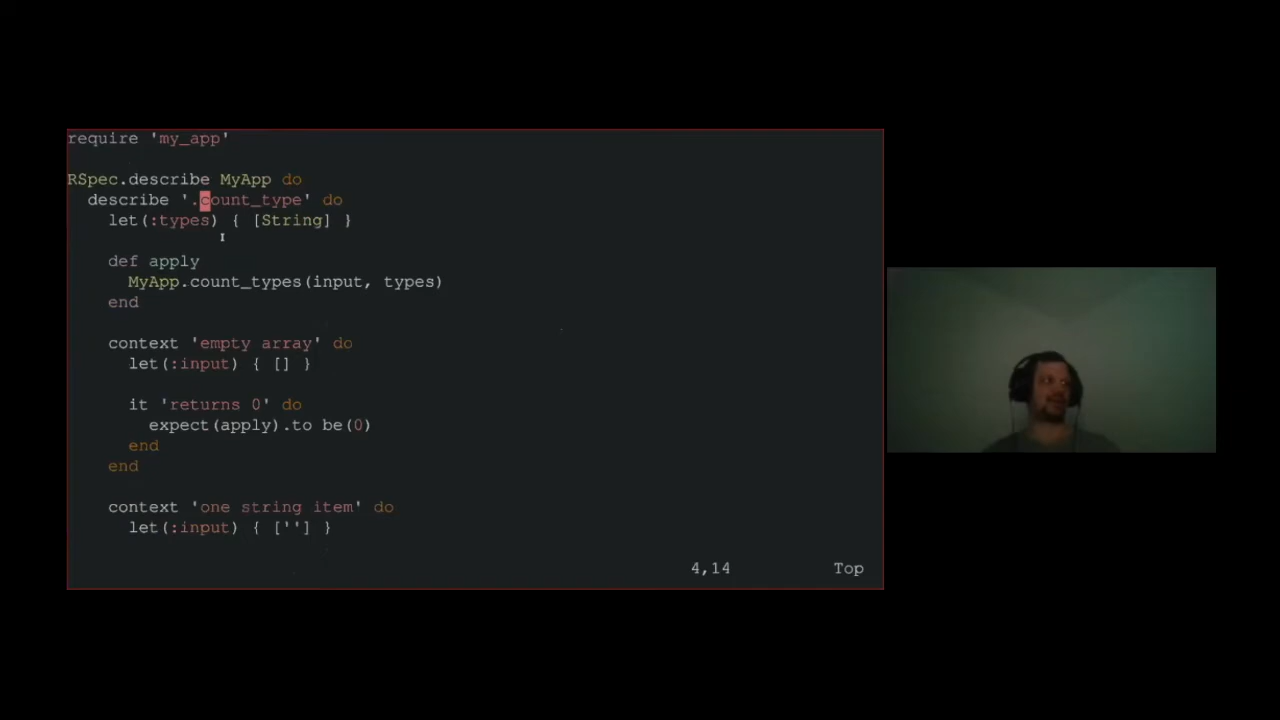 require 'my_app'
RSpec.describe MyApp do
describe '.count_type' do
let(:types) { [String] }
def apply
MyApp.count_types(input, types)
end
context 'empty array' do
let(:input) { [] }
it 'returns 0' do
expect(apply).to be(0)
end
end
context 'one string item' do
let(:input) { [''] }
4,14 Top